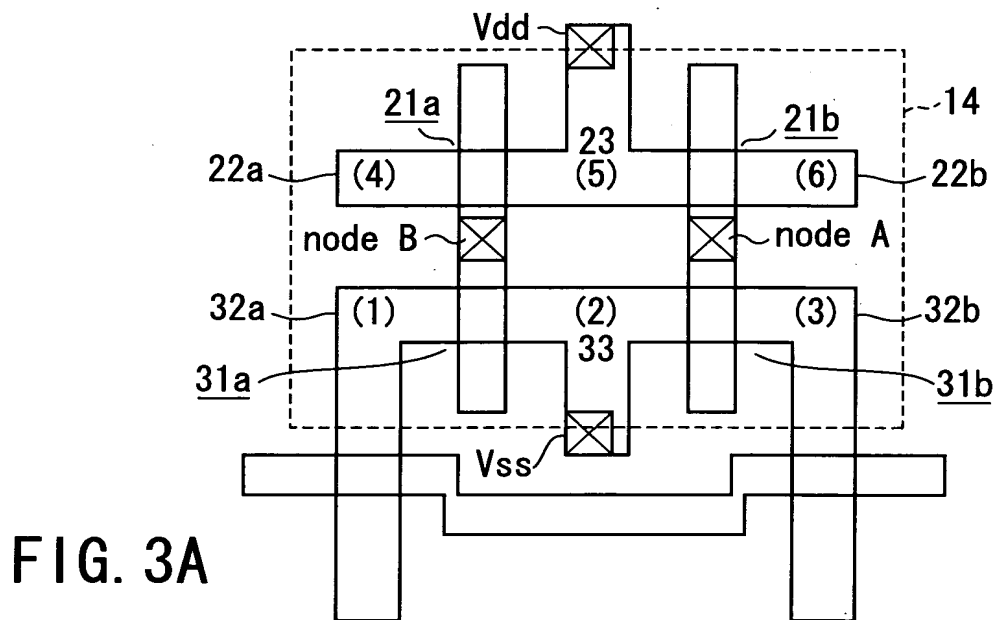 Vdd
21a 21b 14
23
22a (4) (5) (6) 22b
node B node A
32a (1) (2) (3) 32b
33
31a 31b
Vss
FIG. 3A